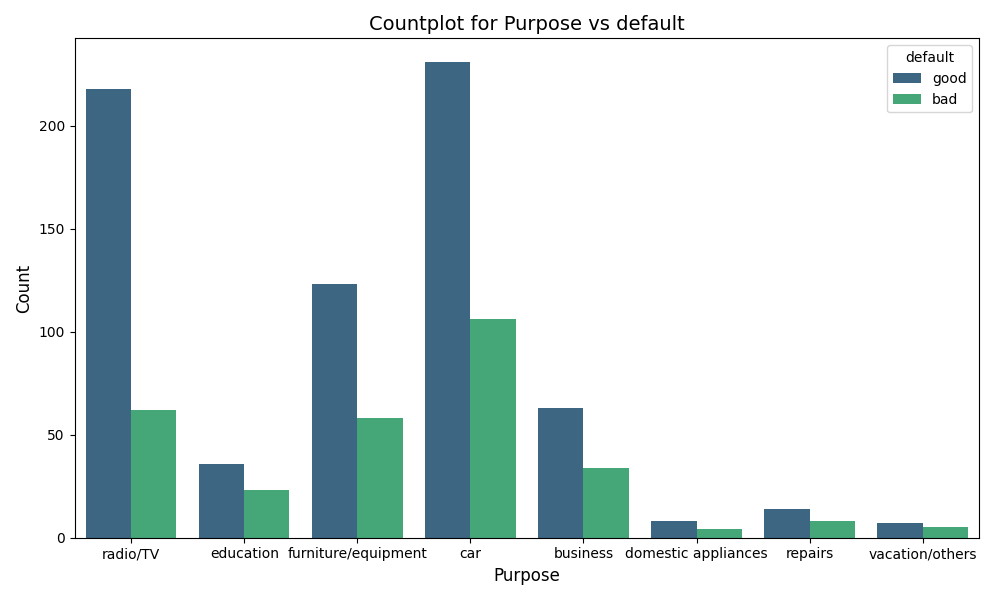 Countplot for Purpose vs default
default
good
bad
Count
200
150
100
50
0
radio/TV
education
furniture/equipment
car
business
domestic appliances
repairs
vacation/others
Purpose